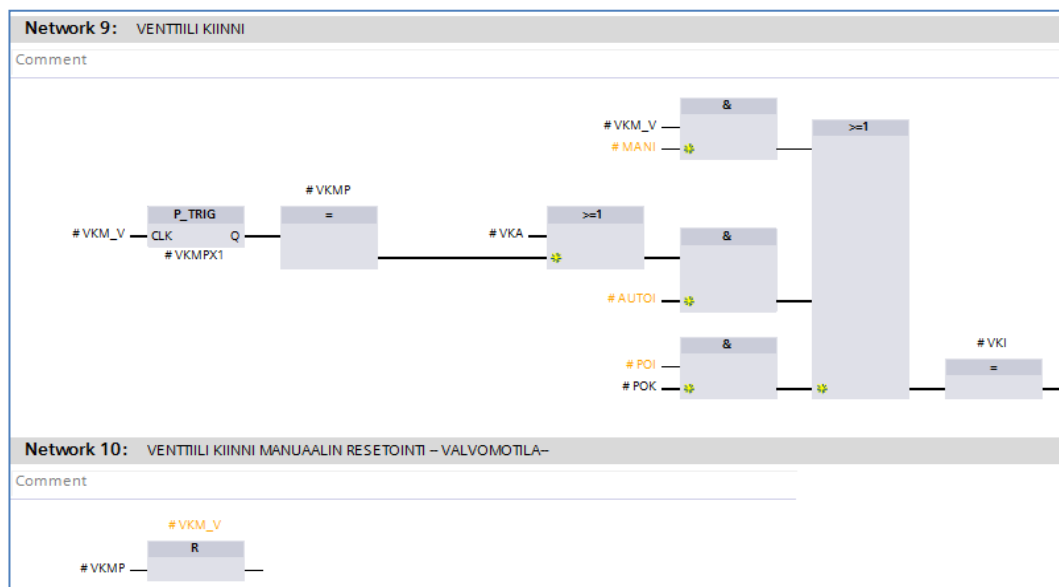 Network 9: VENTTIILI KIINNI
Comment
&
# VKM_V
# MANI
>=1
# VKMP
P_TRIG
=
>=1
# VKM_V
CLK
Q
# VKA
&
# VKMPX1
# AUTOI
&
# VKI
# POI
=
# POK
Network 10: VENTTIILI KIINNI MANUAALIN RESETOINTI – VALVOMOTILA–
Comment
# VKM_V
R
# VKMP